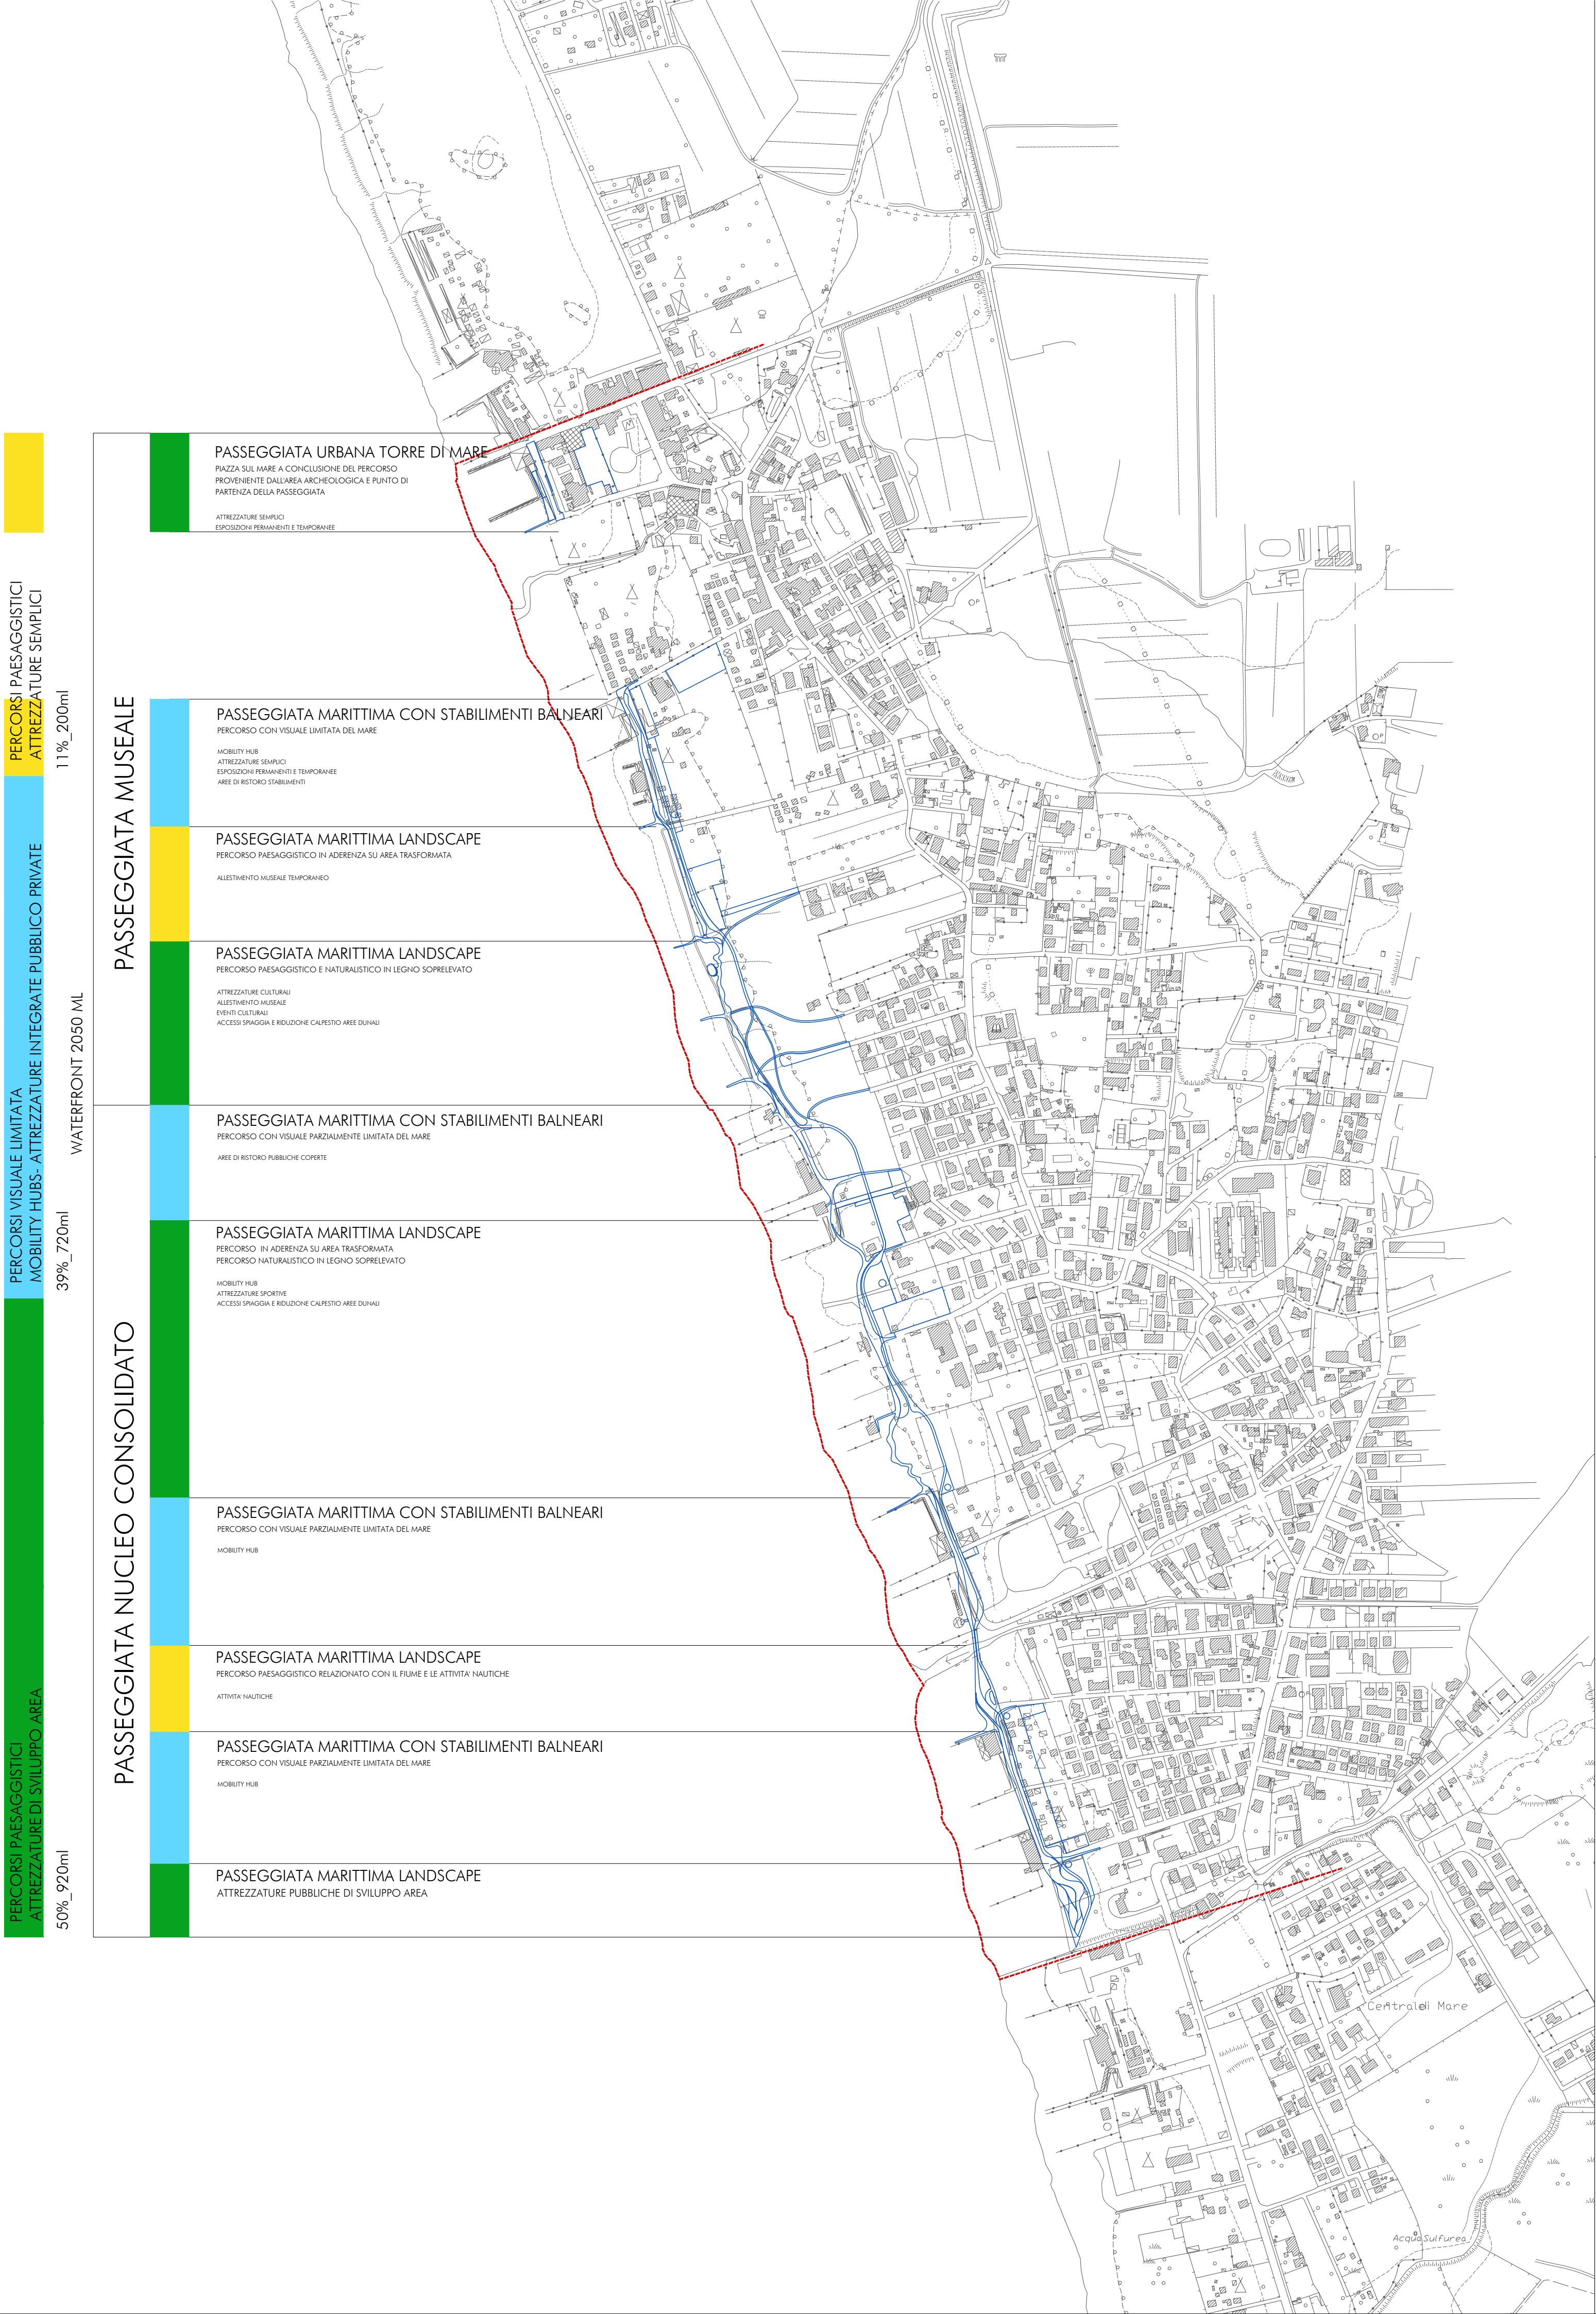 PASSEGGIATA URBANA TORRE DI MARE
PIAZZA SUL MARE A CONCLUSIONE DEL PERCORSO
PROVENIENTE DALL'AREA ARCHEOLOGICA E PUNTO DI
PARTENZA DELLA PASSEGGIATA
ATTREZZATURE SEMPLICI
ESPOSIZIONI PERMANENTI E TEMPORANEE
PASSEGGIATA MARITTIMA CON STABILIMENTI BALNEARI
PERCORSO CON VISUALE LIMITATA DEL MARE
MOBILITY HUB
ATTREZZATURE SEMPLICI
ESPOSIZIONI PERMANENTI E TEMPORANEE
AREE DI RISTORO STABILIMENTI
PASSEGGIATA MARITTIMA LANDSCAPE
PERCORSO PAESAGGISTICO IN ADERENZA SU AREA TRASFORMATA
ALLESTIMENTO MUSEALE TEMPORANEO
PASSEGGIATA MARITTIMA LANDSCAPE
PERCORSO PAESAGGISTICO E NATURALISTICO IN LEGNO SOPRELEVATO
ATTREZZATURE CULTURALI
ALLESTIMENTO MUSEALE
EVENTI CULTURALI
ACCESSI SPIAGGIA E RIDUZIONE CALPESTIO AREE DUNALI
PASSEGGIATA MARITTIMA CON STABILIMENTI BALNEARI
PERCORSO CON VISUALE PARZIALMENTE LIMITATA DEL MARE
AREE DI RISTORO PUBBLICHE COPERTE
PASSEGGIATA MARITTIMA LANDSCAPE
PERCORSO IN ADERENZA SU AREA TRASFORMATA
PERCORSO NATURALISTICO IN LEGNO SOPRELEVATO
MOBILITY HUB
ATTREZZATURE SPORTIVE
ACCESSI SPIAGGIA E RIDUZIONE CALPESTIO AREE DUNALI
PASSEGGIATA MARITTIMA CON STABILIMENTI BALNEARI
PERCORSO CON VISUALE PARZIALMENTE LIMITATA DEL MARE
MOBILITY HUB
PASSEGGIATA MARITTIMA LANDSCAPE
PERCORSO PAESAGGISTICO RELAZIONATO CON IL FIUME E LE ATTIVITA' NAUTICHE
ATTIVITA' NAUTICHE
PASSEGGIATA MARITTIMA CON STABILIMENTI BALNEARI
PERCORSO CON VISUALE PARZIALMENTE LIMITATA DEL MARE
MOBILITY HUB
PASSEGGIATA MARITTIMA LANDSCAPE
ATTREZZATURE PUBBLICHE DI SVILUPPO AREA
PERCORSI PAESAGGISTICI
ATTREZZATURE SEMPLICI
11%_200ml
PERCORSI VISUALE LIMITATA
MOBILITY HUBS- ATTREZZATURE INTEGRATE PUBBLICO PRIVATE
39%_720ml
PERCORSI PAESAGGISTICI
ATTREZZATURE DI SVILUPPO AREA
50%_920ml
WATERFRONT 2050 ML
PASSEGGIATA MUSEALE
PASSEGGIATA NUCLEO CONSOLIDATO
di Mare
Acqua Sulfurea